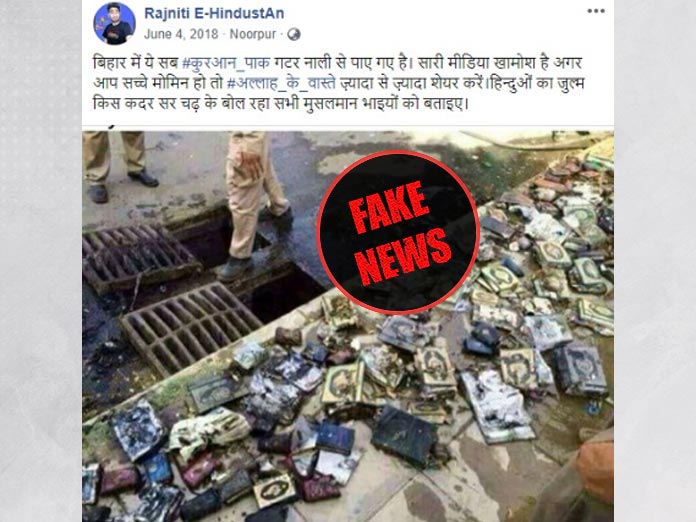 Rajniti E-HindustAn
June 4, 2018 · Noorpur ·
बिहार में ये सब #कुरआन_पाक गटर नाली से पाए गए है। सारी मीडिया खामोश है अगर
आप सच्चे मोमिन हो तो #अल्लाह_के_वास्ते ज़्यादा से ज़्यादा शेयर करें।हिन्दुओं का ज़ुल्म
किस कदर सर चढ़ के बोल रहा सभी मुसलमान भाइयों को बताइए।
FAKE
NEWS